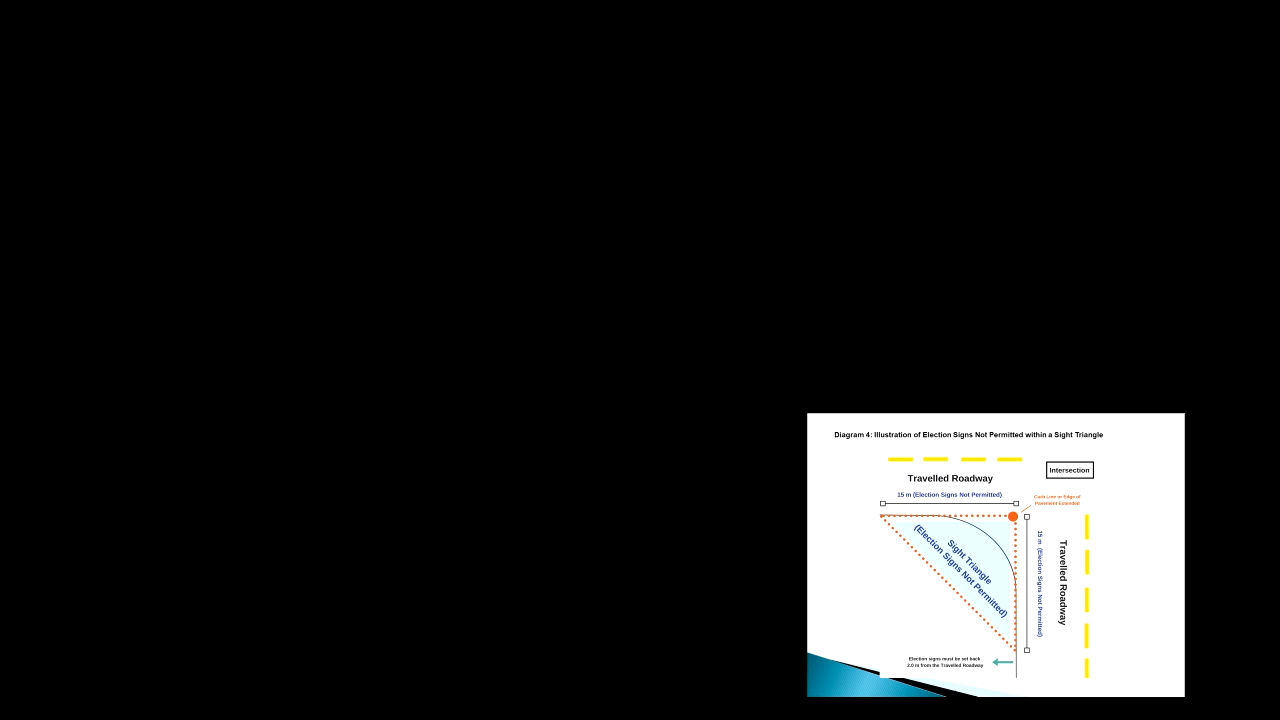 Diagram 4: Illustration of Election Signs Not Permitted within a Sight Triangle
Intersection
Travelled Roadway
15 m (Election Signs Not Permitted)
Curb Line or Edge of
Pavement Extended
Sight Triangle
(Election Signs Not Permitted)
15 m (Election Signs Not Permitted)
Travelled Roadway
Election signs must be set back
2.0 m from the Travelled Roadway